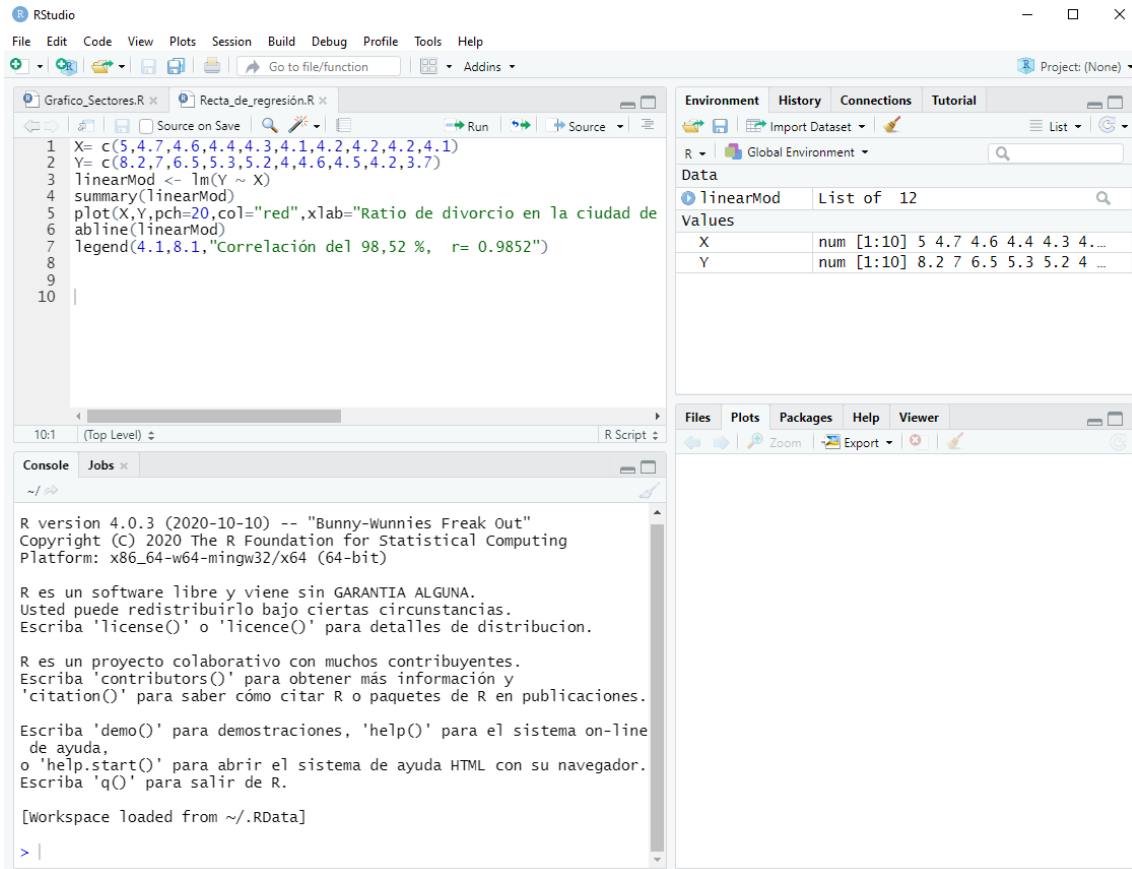 RStudio
File Edit Code View Plots Session Build Debug Profile Tools Help
Go to file/function Addins Project: (None)
Grafico_Sectores.R Recta_de_regresión.R
Source on Save Run Source
1 X= c(5,4.7,4.6,4.4,4.3,4.1,4.2,4.2,4.2,4.1)
2 Y= c(8.2,7,6.5,5.3,5.2,4,4.6,4.5,4.2,3.7)
3 linearMod <- lm(Y ~ X)
4 summary(linearMod)
5 plot(X,Y,pch=20,col="red",xlab="Ratio de divorcio en la ciudad de
6 abline(linearMod)
7 legend(4.1,8.1,"Correlación del 98,52 %,  r= 0.9852")
8
9
10
10:1 (Top Level) R Script
Console Jobs
~/
R version 4.0.3 (2020-10-10) -- "Bunny-Wunnies Freak Out"
Copyright (C) 2020 The R Foundation for Statistical Computing
Platform: x86_64-w64-mingw32/x64 (64-bit)
R es un software libre y viene sin GARANTIA ALGUNA.
Usted puede redistribuirlo bajo ciertas circunstancias.
Escriba 'license()' o 'licence()' para detalles de distribucion.
R es un proyecto colaborativo con muchos contribuyentes.
Escriba 'contributors()' para obtener más información y
'citation()' para saber cómo citar R o paquetes de R en publicaciones.
Escriba 'demo()' para demostraciones, 'help()' para el sistema on-line
de ayuda,
o 'help.start()' para abrir el sistema de ayuda HTML con su navegador.
Escriba 'q()' para salir de R.
[Workspace loaded from ~/.RData]
>
Environment History Connections Tutorial
Import Dataset List
R Global Environment
Data
linearMod List of 12
Values
X num [1:10] 5 4.7 4.6 4.4 4.3 4.…
Y num [1:10] 8.2 7 6.5 5.3 5.2 4 …
Files Plots Packages Help Viewer
Zoom Export